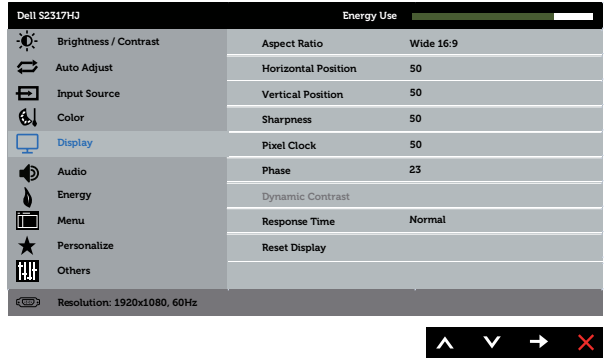 Dell S2317HJ Energy Use
Brightness / Contrast
Auto Adjust
Input Source
Color
Display
Audio
Energy
Menu
Personalize
Others
Aspect Ratio Wide 16:9
Horizontal Position 50
Vertical Position 50
Sharpness 50
Pixel Clock 50
Phase 23
Dynamic Contrast
Response Time Normal
Reset Display
Resolution: 1920x1080, 60Hz